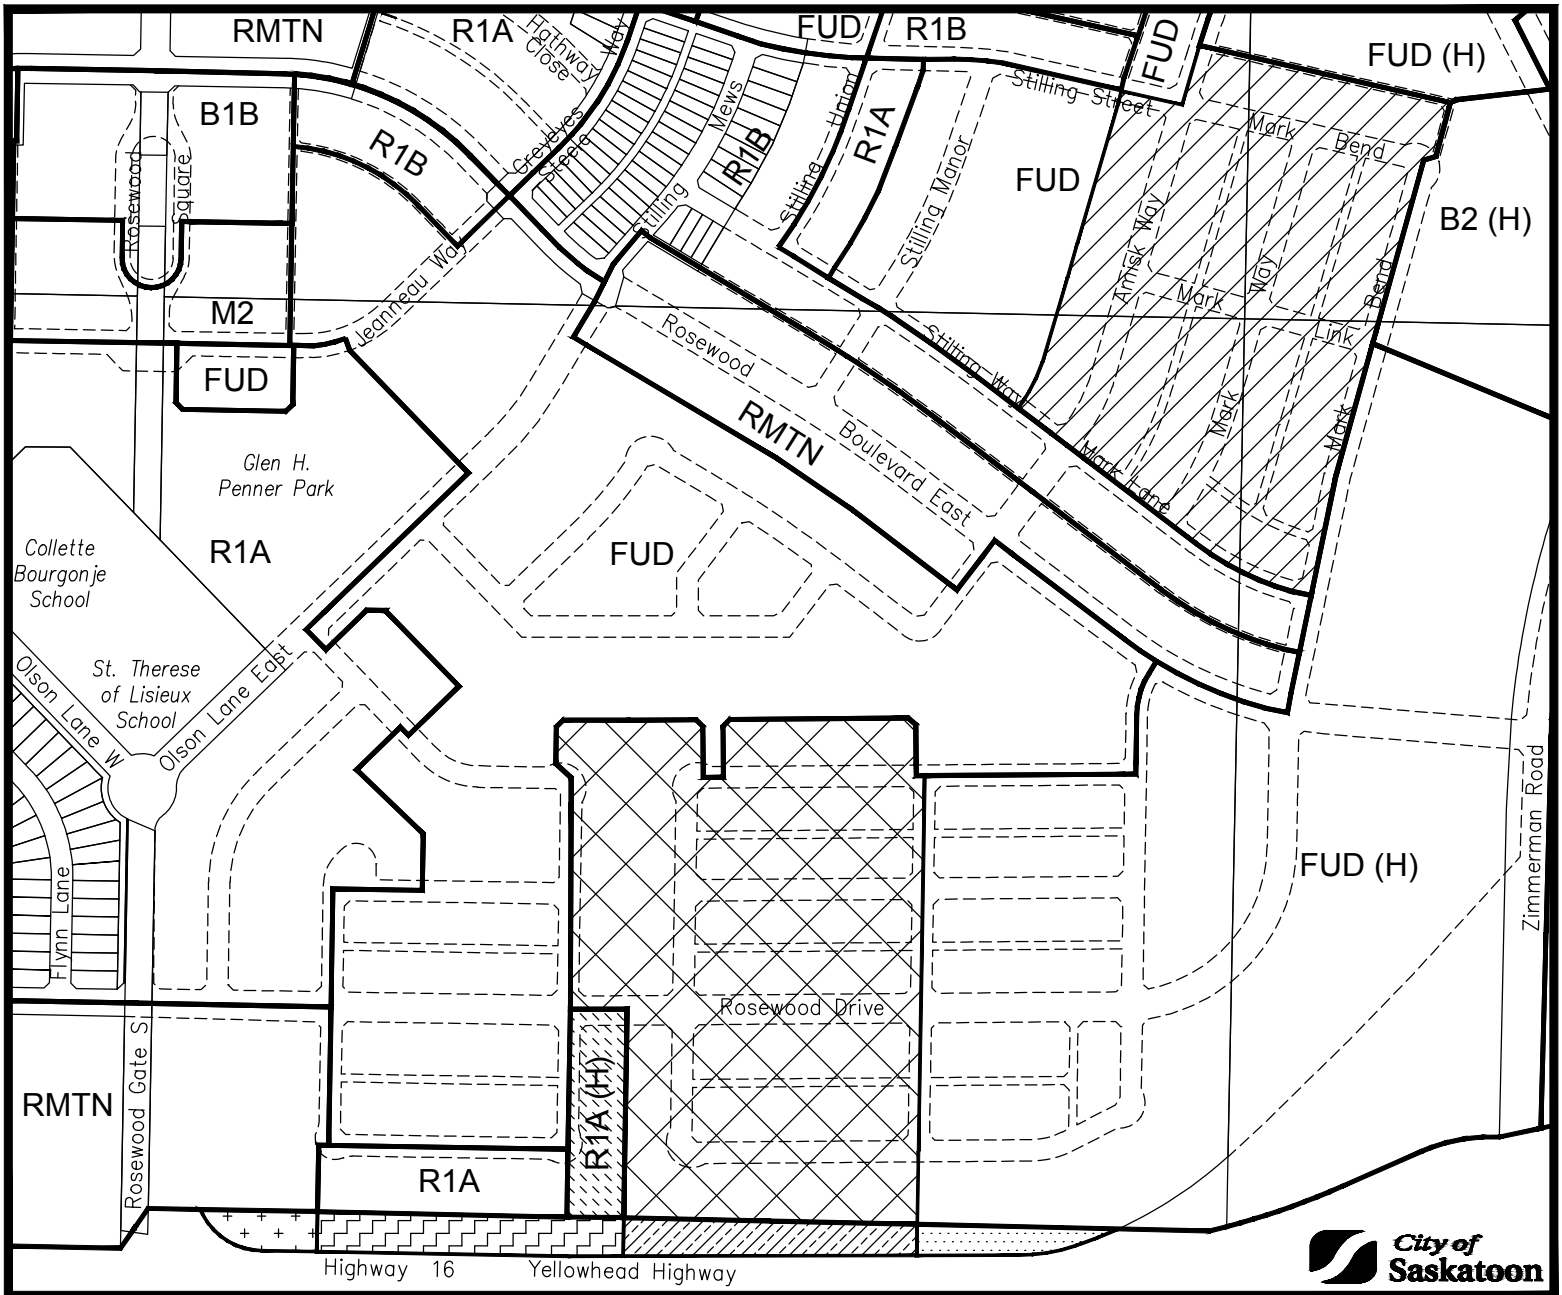 RMTN
R1A
Hathway
Close
Way
FUD
R1B
FUD
FUD (H)
B1B
R1B
Greyeyes
Steele
Mews
R1B
Union
Stilling
R1A
Stilling Manor
Stilling Street
FUD
Mark
Bend
B2 (H)
Rosewood
Square
Stilling
Amisk Way
Way
Bend
Mark
Link
M2
Jeanneau Way
FUD
Rosewood
Boulevard East
RMTN
Stilling Way
Mark
Mark
Mark Lane
Glen H.
Penner Park
R1A
Collette
Bourgonje
School
FUD
St. Therese
of Lisieux
School
Olson Lane W
Olson Lane East
Flynn Lane
Zimmerman Road
FUD (H)
Rosewood Drive
RMTN
Rosewood Gate S
R1A (H)
R1A
Highway 16 Yellowhead Highway
City of
Saskatoon